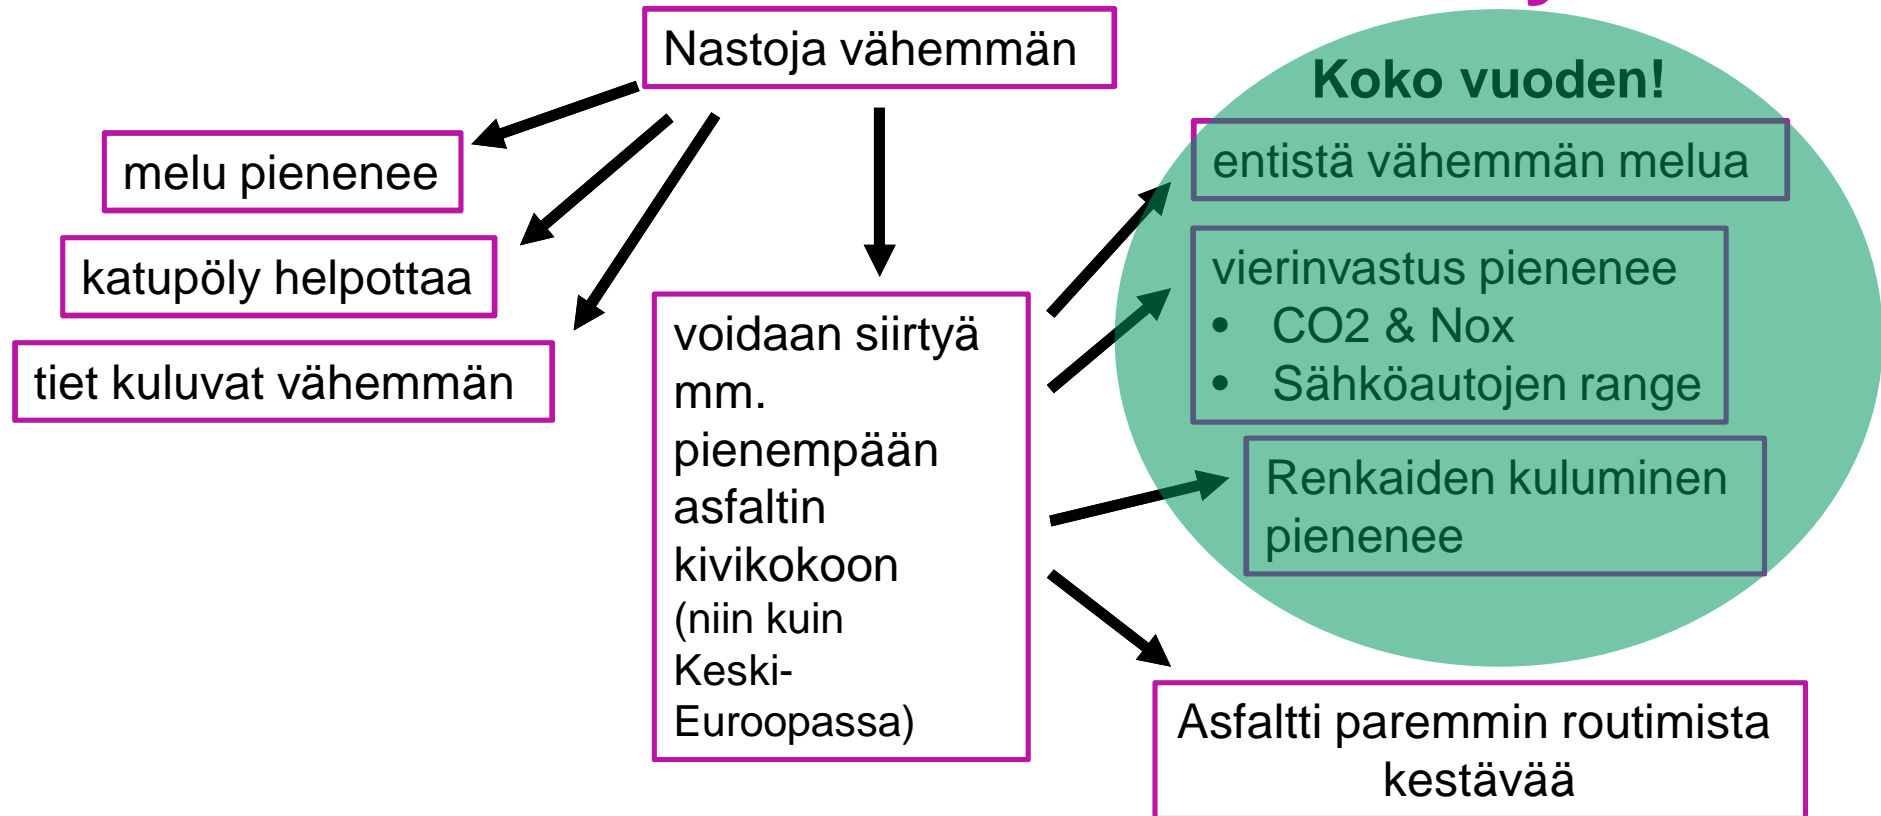 Nastoja vähemmän
melu pienenee
katupöly helpottaa
tiet kuluvat vähemmän
voidaan siirtyä
mm.
pienempään
asfaltin
kivikokoon
(niin kuin
Keski-
Euroopassa)
Koko vuoden!
entistä vähemmän melua
vierinvastus pienenee
• CO2 & Nox
• Sähköautojen range
Renkaiden kuluminen
pienenee
Asfaltti paremmin routimista
kestävää